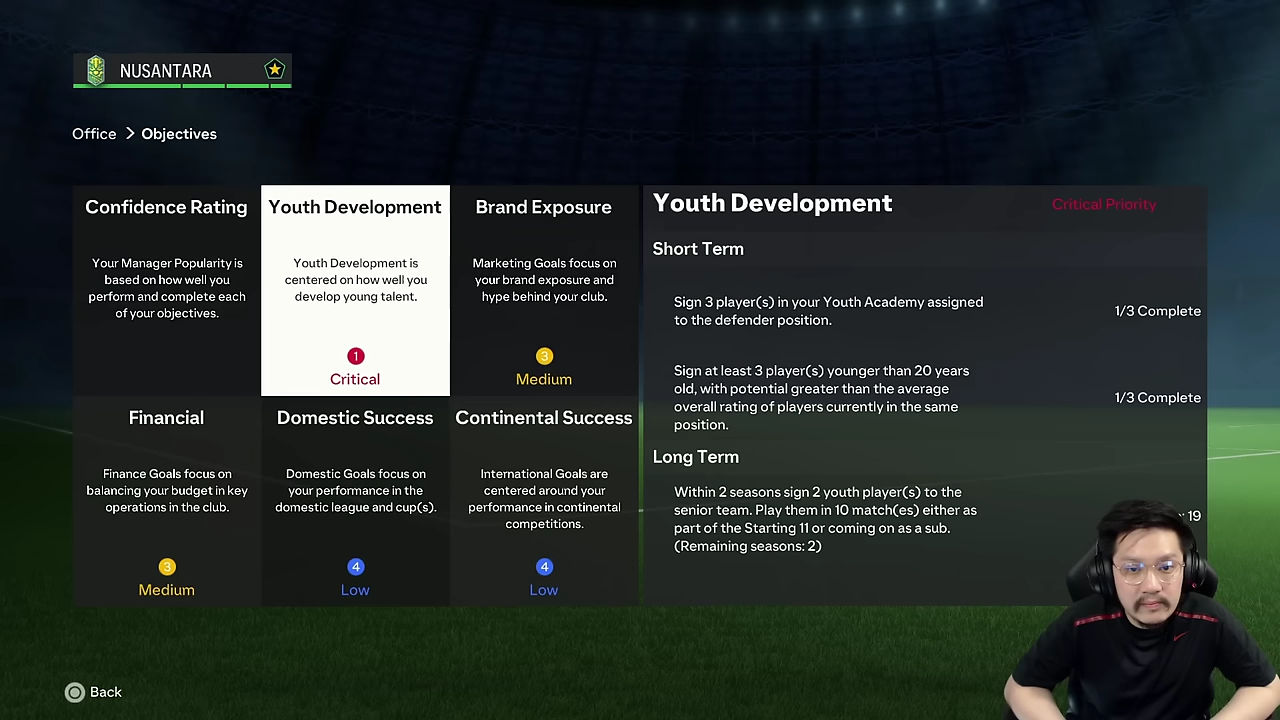 NUSANTARA
Office > Objectives
Confidence Rating
Your Manager Popularity is
based on how well you
perform and complete each
of your objectives.
Youth Development
Youth Development is
centered on how well you
develop young talent.
1
Critical
Brand Exposure
Marketing Goals focus on
your brand exposure and
hype behind your club.
3
Medium
Financial
Finance Goals focus on
balancing your budget in key
operations in the club.
3
Medium
Domestic Success
Domestic Goals focus on
your performance in the
domestic league and cup(s).
4
Low
Continental Success
International Goals are
centered around your
performance in continental
competitions.
4
Low
Youth Development
Critical Priority
Short Term
Sign 3 player(s) in your Youth Academy assigned
to the defender position.
1/3 Complete
Sign at least 3 player(s) younger than 20 years
old, with potential greater than the average
overall rating of players currently in the same
position.
1/3 Complete
Long Term
Within 2 seasons sign 2 youth player(s) to the
senior team. Play them in 10 match(es) either as
part of the Starting 11 or coming on as a sub.
(Remaining seasons: 2)
19
Back